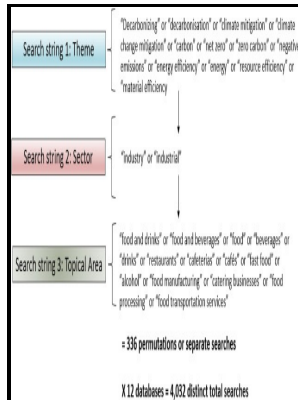 "Decarbonizing" or "decarbonisation" or "climate mitigation" or "climate
change mitigation" or "carbon" or "net zero" or "zero carbon" or "negative
Search string 1: Theme
emissions" or "energy efficiency" or "energy" or "resource efficiency" or
"material efficiency
Search string 2: Sector
"industry" or "industrial"
"food and drinks" or "food and beverages" or "food" or "beverages" or
Search string 3: Topical Area
"drinks" or "restaurants" or "cafeterias" or "cafés" or "fast food" or
"alcohol" or "food manufacturing" or "catering businesses" or "food
processing" or "food transportation services"
= 336 permutations or separate searches
X 12 databases = 4,032 distinct total searches